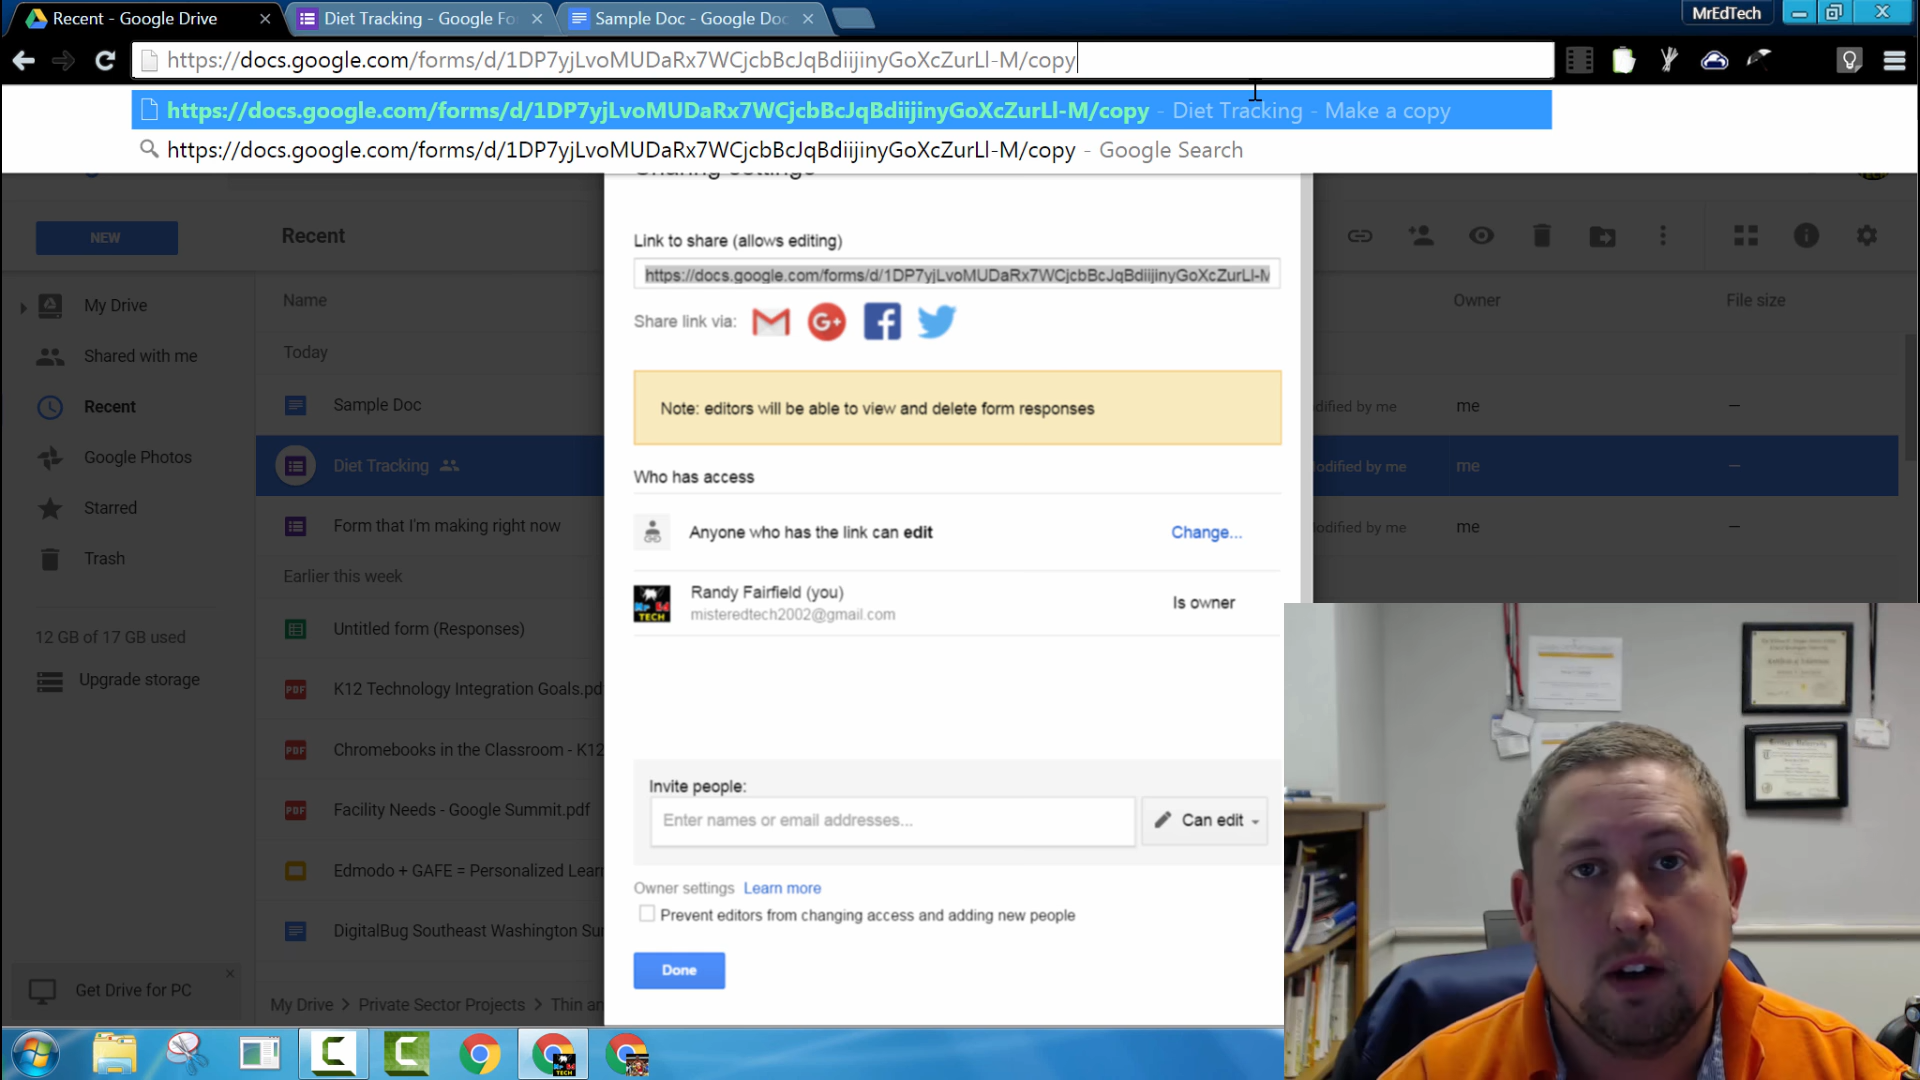 Recent - Google Drive
Diet Tracking - Google Fo
Sample Doc - Google Doc
MrEdTech
https://docs.google.com/forms/d/1DP7yjLvoMUDaRx7WCjcbBcJqBdiijinyGoXcZurLl-M/copy
https://docs.google.com/forms/d/1DP7yjLvoMUDaRx7WCjcbBcJqBdiijinyGoXcZurLl-M/copy - Diet Tracking - Make a copy
https://docs.google.com/forms/d/1DP7yjLvoMUDaRx7WCjcbBcJqBdiijinyGoXcZurLl-M/copy - Google Search
Sharing settings
NEW
Recent
My Drive
Shared with me
Recent
Google Photos
Starred
Trash
12 GB of 17 GB used
Upgrade storage
Get Drive for PC
Name
Owner
File size
Today
Sample Doc
dified by me
me
—
Diet Tracking
odified by me
me
—
Form that I'm making right now
odified by me
me
—
Earlier this week
Untitled form (Responses)
PDF
K12 Technology Integration Goals.pd
PDF
Chromebooks in the Classroom - K12
PDF
Facility Needs - Google Summit.pdf
Edmodo + GAFE = Personalized Lear
DigitalBug Southeast Washington Su
My Drive > Private Sector Projects > Thin an
Link to share (allows editing)
https://docs.google.com/forms/d/1DP7yjLvoMUDaRx7WCjcbBcJqBdiijinyGoXcZurLl-M
Share link via:
Note: editors will be able to view and delete form responses
Who has access
Anyone who has the link can edit
Change...
Mr Ed
TECH
Randy Fairfield (you)
misteredtech2002@gmail.com
Is owner
Invite people:
Enter names or email addresses...
Can edit
Owner settings Learn more
Prevent editors from changing access and adding new people
Done